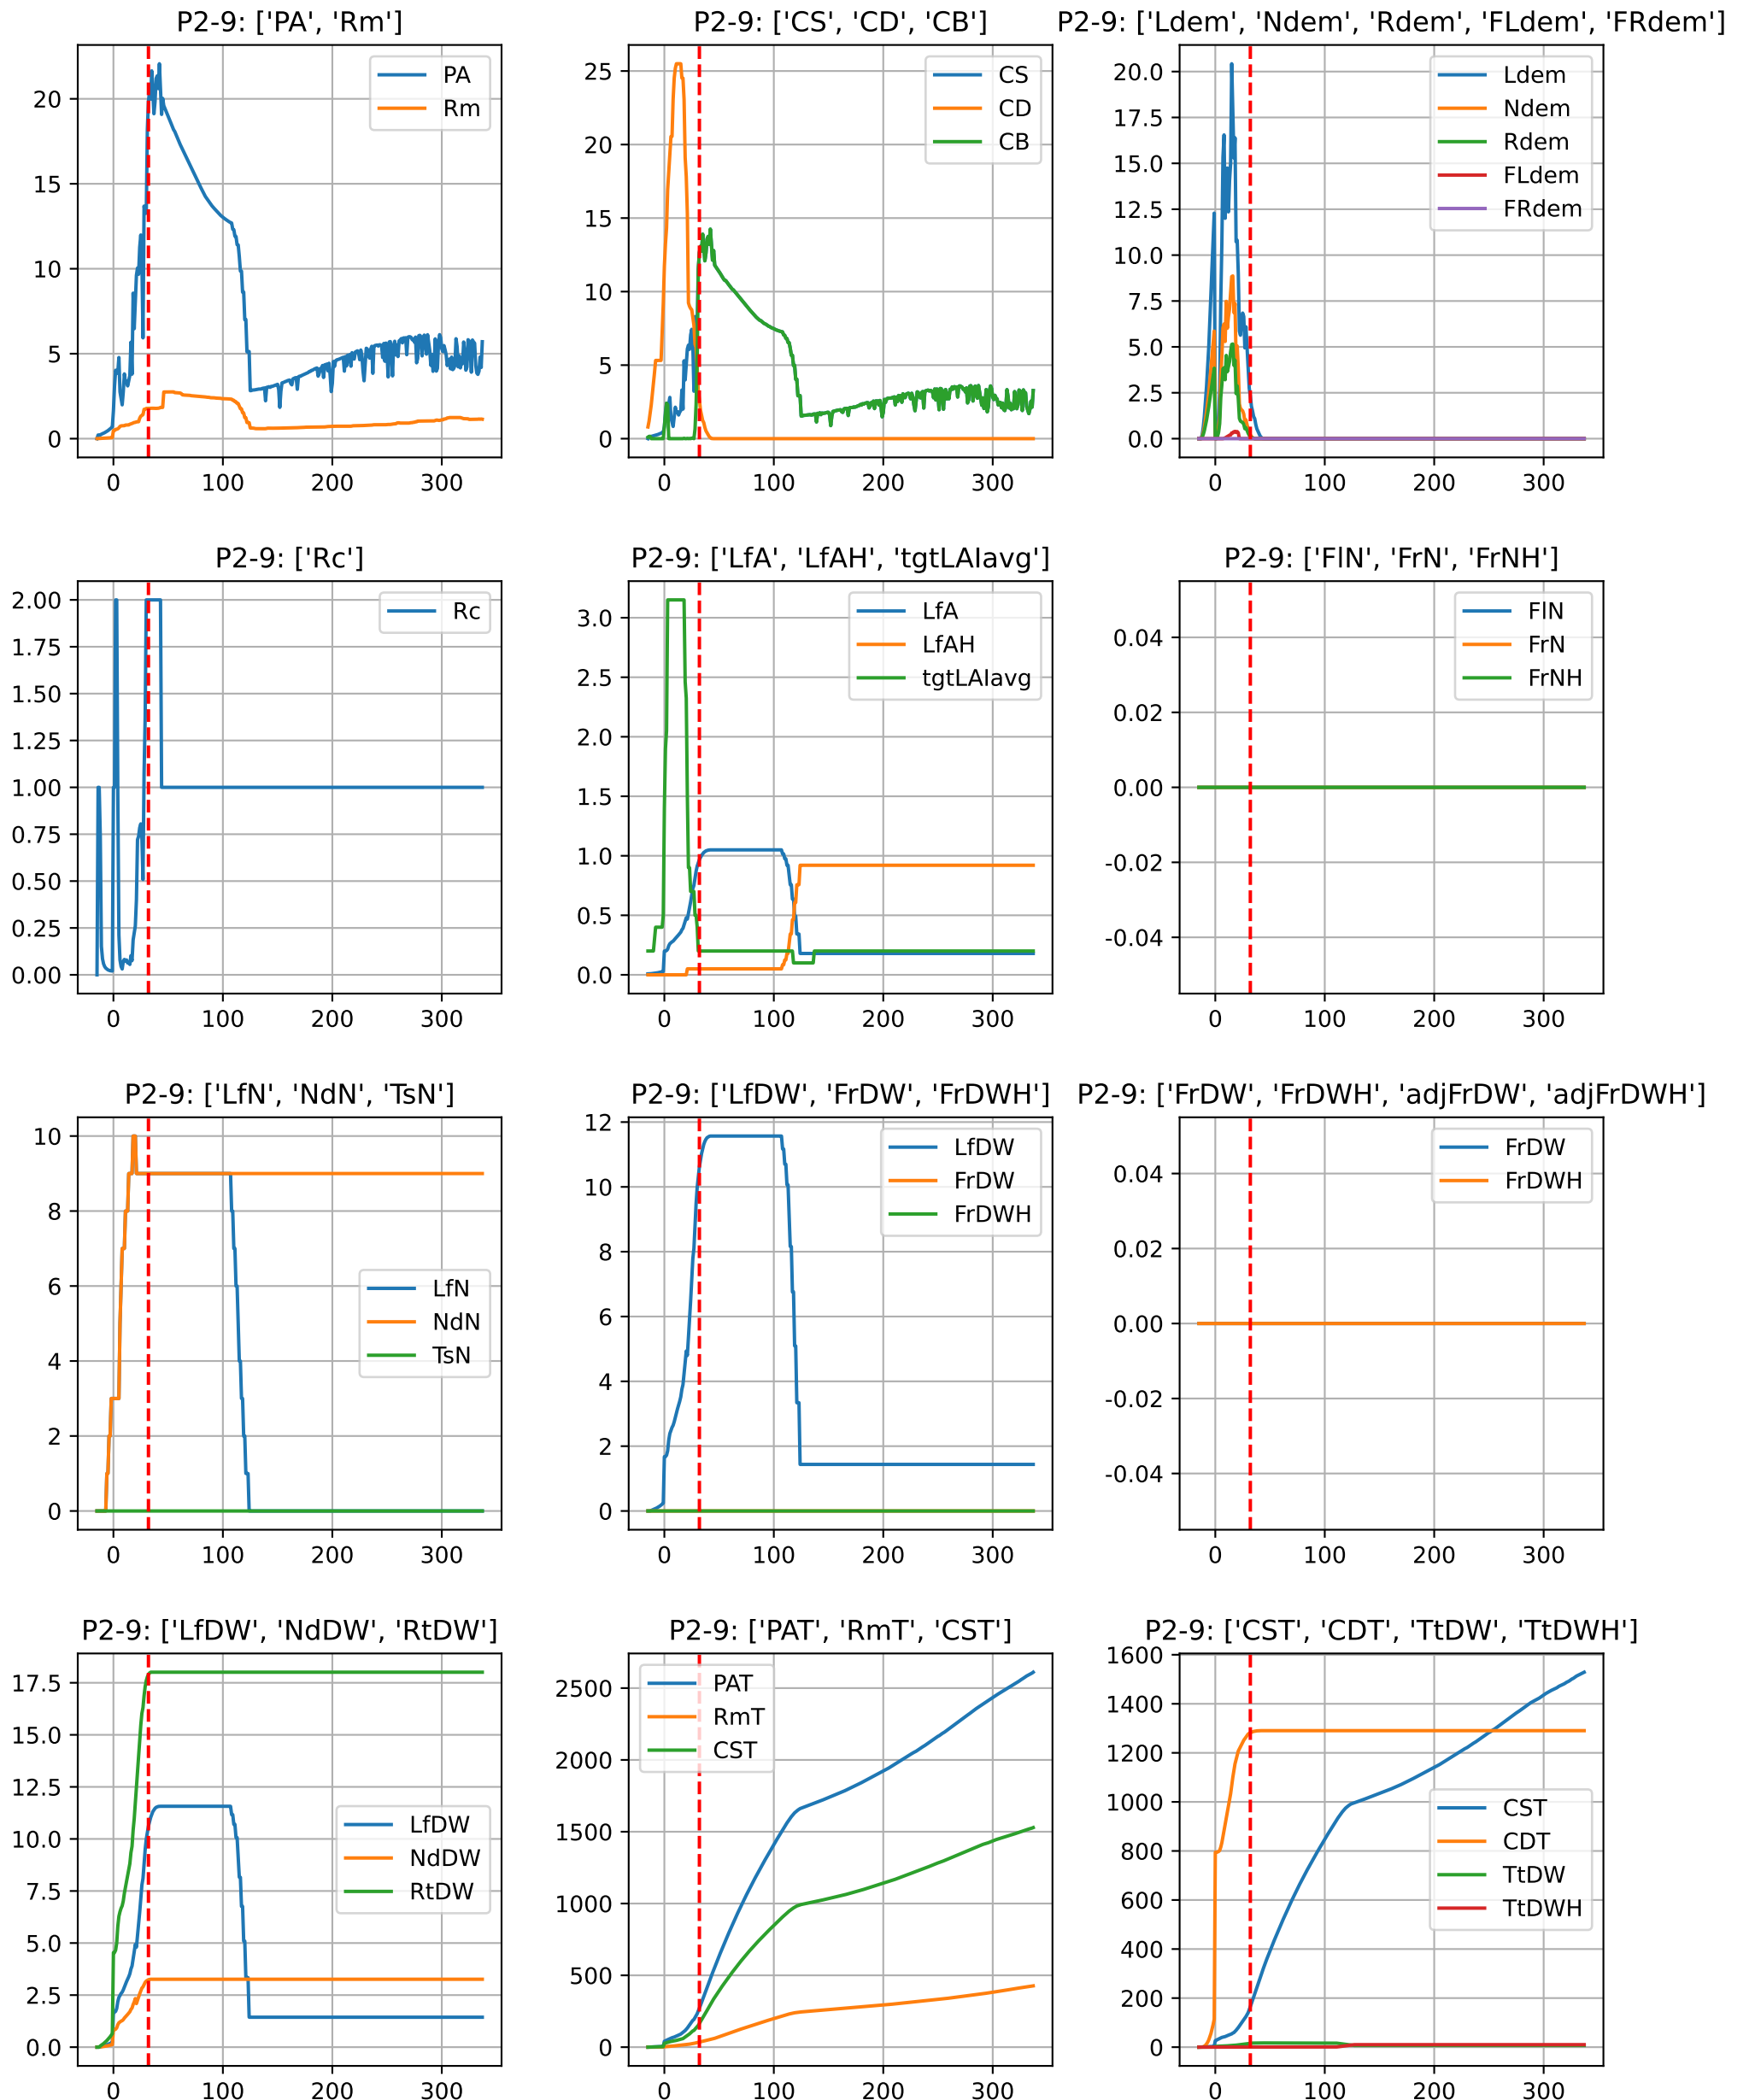 P2-9: ['PA', 'Rm']
PA
Rm
20
15
10
5
0
0 100 200 300
P2-9: ['CS', 'CD', 'CB']
CS
CD
CB
25
20
15
10
5
0
0 100 200 300
P2-9: ['Ldem', 'Ndem', 'Rdem', 'FLdem', 'FRdem']
Ldem
Ndem
Rdem
FLdem
FRdem
20.0
17.5
15.0
12.5
10.0
7.5
5.0
2.5
0.0
0 100 200 300
P2-9: ['Rc']
Rc
2.00
1.75
1.50
1.25
1.00
0.75
0.50
0.25
0.00
0 100 200 300
P2-9: ['LfA', 'LfAH', 'tgtLAIavg']
LfA
LfAH
tgtLAIavg
3.0
2.5
2.0
1.5
1.0
0.5
0.0
0 100 200 300
P2-9: ['FlN', 'FrN', 'FrNH']
FlN
FrN
FrNH
0.04
0.02
0.00
-0.02
-0.04
0 100 200 300
P2-9: ['LfN', 'NdN', 'TsN']
LfN
NdN
TsN
10
8
6
4
2
0
0 100 200 300
P2-9: ['LfDW', 'FrDW', 'FrDWH']
LfDW
FrDW
FrDWH
12
10
8
6
4
2
0
0 100 200 300
P2-9: ['FrDW', 'FrDWH', 'adjFrDW', 'adjFrDWH']
FrDW
FrDWH
0.04
0.02
0.00
-0.02
-0.04
0 100 200 300
P2-9: ['LfDW', 'NdDW', 'RtDW']
LfDW
NdDW
RtDW
17.5
15.0
12.5
10.0
7.5
5.0
2.5
0.0
0 100 200 300
P2-9: ['PAT', 'RmT', 'CST']
PAT
RmT
CST
2500
2000
1500
1000
500
0
0 100 200 300
P2-9: ['CST', 'CDT', 'TtDW', 'TtDWH']
CST
CDT
TtDW
TtDWH
1600
1400
1200
1000
800
600
400
200
0
0 100 200 300